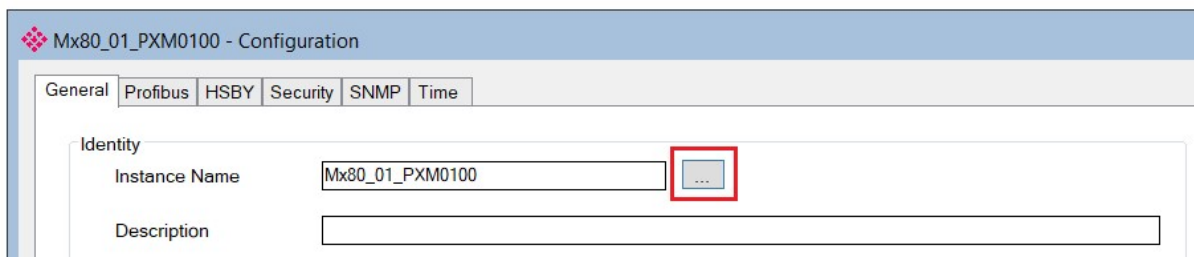 Mx80_01_PXM0100 - Configuration
General Profibus HSBY Security SNMP Time
Identity
Instance Name Mx80_01_PXM0100 ...
Description